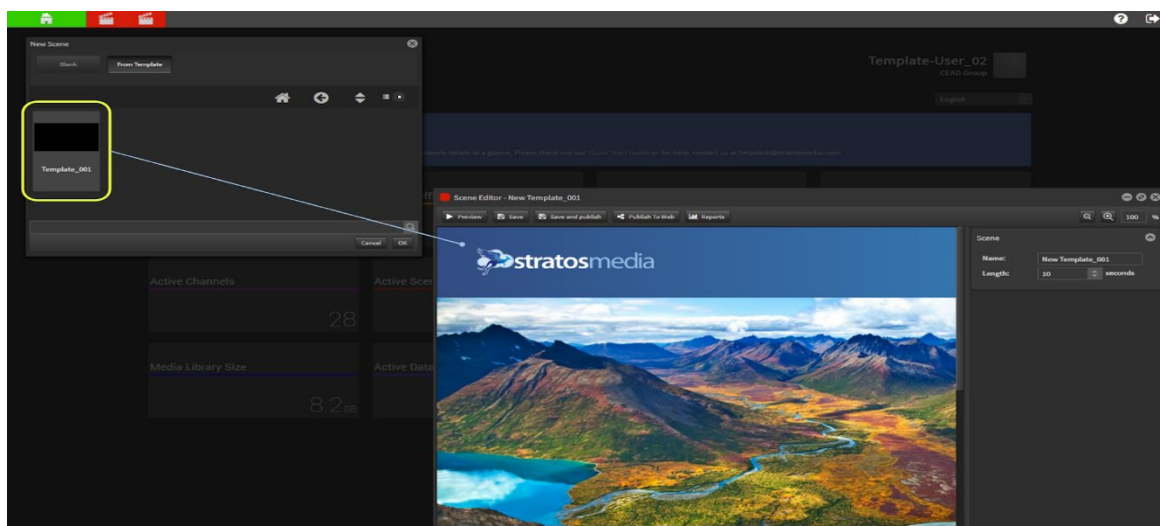 New Scene
Blank
From Template
Template_001
Cancel OK
Template-User_02
CEAD Group
English
Active Channels
28
Active Scen
Media Library Size
8.2GB
Active Data
Scene Editor - New Template_001
Preview Save Save and publish Publish To Web Reports
100 %
stratosmedia
Scene
Name: New Template_001
Length: 10 seconds